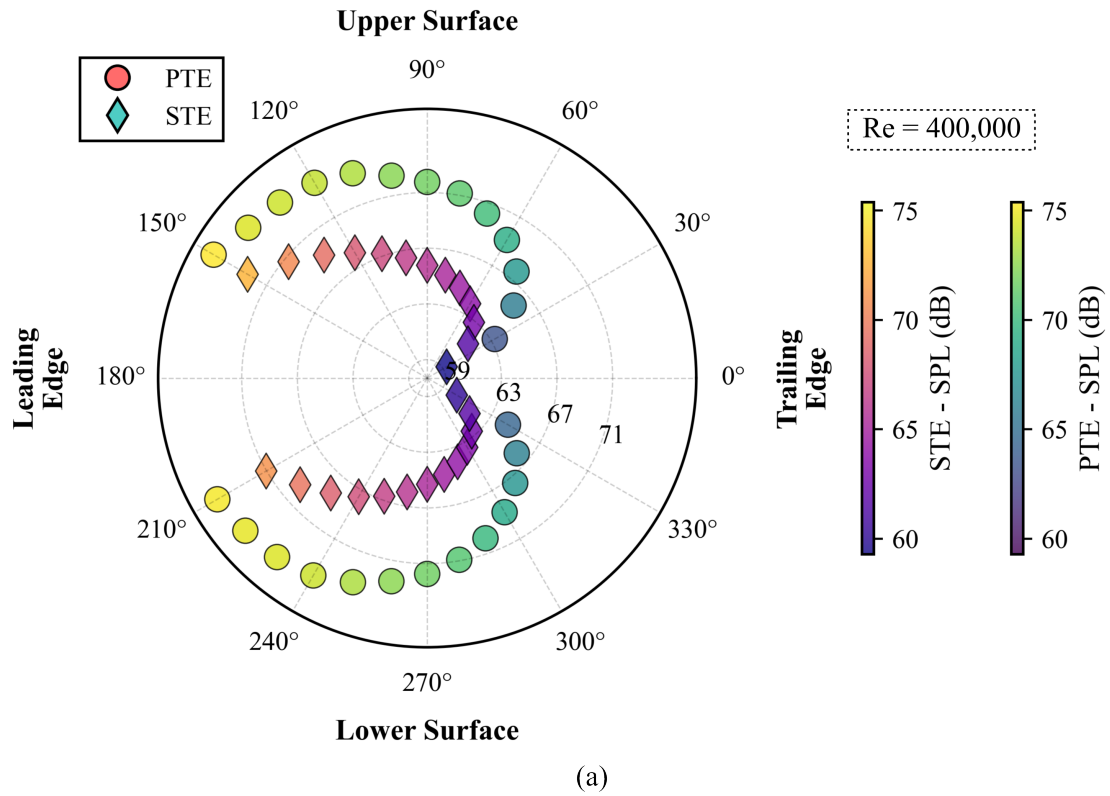 Upper Surface
PTE
STE
90°
120°
60°
Re = 400,000
150°
30°
75
75
Leading
Edge
180°
59
63
67
71
0°
Trailing
Edge
70
70
STE - SPL (dB)
PTE - SPL (dB)
65
65
210°
330°
60
60
240°
300°
270°
Lower Surface
(a)